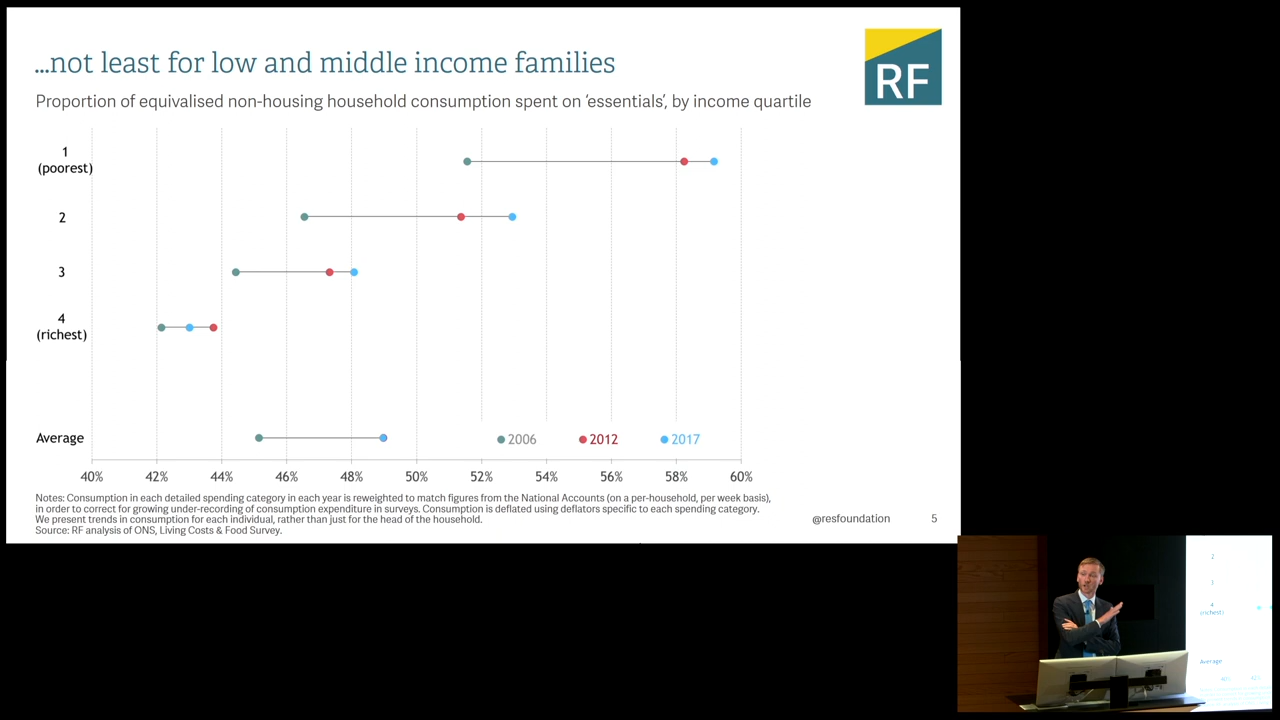 ...not least for low and middle income families
RF
Proportion of equivalised non-housing household consumption spent on 'essentials', by income quartile
1
(poorest)
2
3
4
(richest)
Average
2006
2012
2017
40%
42%
44%
46%
48%
50%
52%
54%
56%
58%
60%
Notes: Consumption in each detailed spending category in each year is reweighted to match figures from the National Accounts (on a per-household, per week basis),
in order to correct for growing under-recording of consumption expenditure in surveys. Consumption is deflated using deflators specific to each spending category.
We present trends in consumption for each individual, rather than just for the head of the household.
Source: RF analysis of ONS, Living Costs & Food Survey.
@resfoundation
5
2
3
4
(richest)
Average